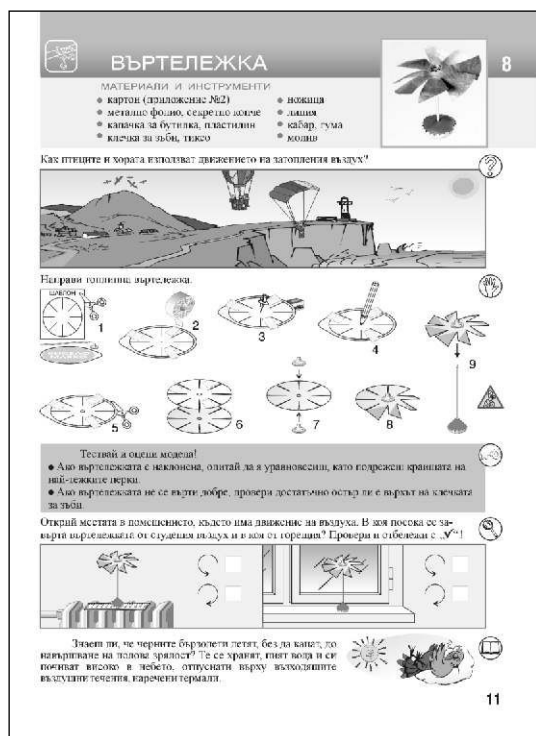 ВЪРТЕЛЕЖКА
8
МАТЕРИАЛИ И ИНСТРУМЕНТИ
● картон (приложение №2)
● метално фолио, секретно копче
● капачка за бутилка, пластилин
● клечка за зъби, тиксо
● ножица
● линия
● кабър, гума
● молив
Как птиците и хората използват движението на затопления въздух?
Направи топлинна въртележка.
ШАБЛОН
1
2
3
4
9
5
6
7
8
Тествай и оцени модела!
● Ако въртележката е наклонена, опитай да я уравновесиш, като подрежеш краищата на
най-тежките перки.
● Ако въртележката не се върти добре, провери достатъчно остър ли е върхът на клечката
за зъби.
Открий местата в помещението, където има движение на въздуха. В коя посока се за-
върта въртележката от студения въздух и в коя от горещия? Провери и отбележи с „V“!
Знаеш ли, че черните бързолети летят, без да кацат, до
навършване на полова зрялост? Те се хранят, пият вода и си
почиват високо в небето, отпуснати върху възходящите
въздушни течения, наречени термали.
11